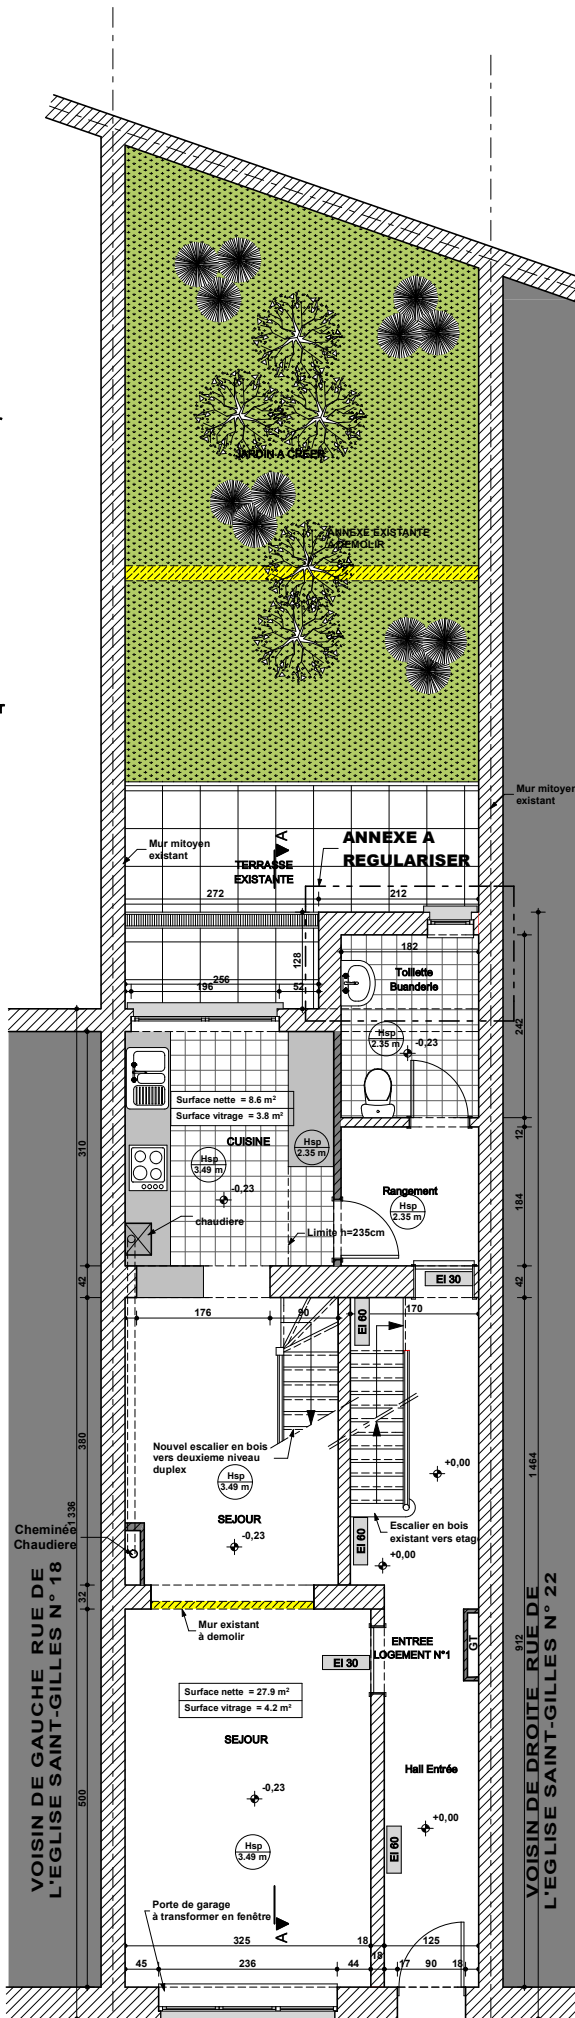 JARDIN A CREER
ANNEXE EXISTANTE
A DEMOLIR
Mur mitoyen
existant
Mur mitoyen
existant
A
ANNEXE A
REGULARISER
TERRASSE
EXISTANTE
272
212
182
128
256
196
52
Toillette
Buanderie
242
Hsp
2.35 m
-0,23
Surface nette = 8.6 m²
Surface vitrage = 3.8 m²
CUISINE
Hsp
2.35 m
Hsp
3.49 m
-0,23
310
12
184
Rangement
Hsp
2.35 m
chaudiere
Limite h=235cm
EI 30
42
42
176
90
170
EI 60
380
1 336
1 464
Nouvel escalier en bois
vers deuxieme niveau
duplex
Hsp
3.49 m
+0,00
SEJOUR
-0,23
Escalier en bois
existant vers etag
EI 60
+0,00
Cheminée
Chaudiere
32
Mur existant
à demolir
ENTREE
LOGEMENT N°1
GT
EI 30
912
Surface nette = 27.9 m²
Surface vitrage = 4.2 m²
SEJOUR
Hall Entrée
-0,23
+0,00
500
EI 60
Hsp
3.49 m
VOISIN DE GAUCHE RUE DE
L'EGLISE SAINT-GILLES N° 18
VOISIN DE DROITE RUE DE
L'EGLISE SAINT-GILLES N° 22
Porte de garage
à transformer en fenêtre
A
325
18
125
45
236
44
18
17
90
18